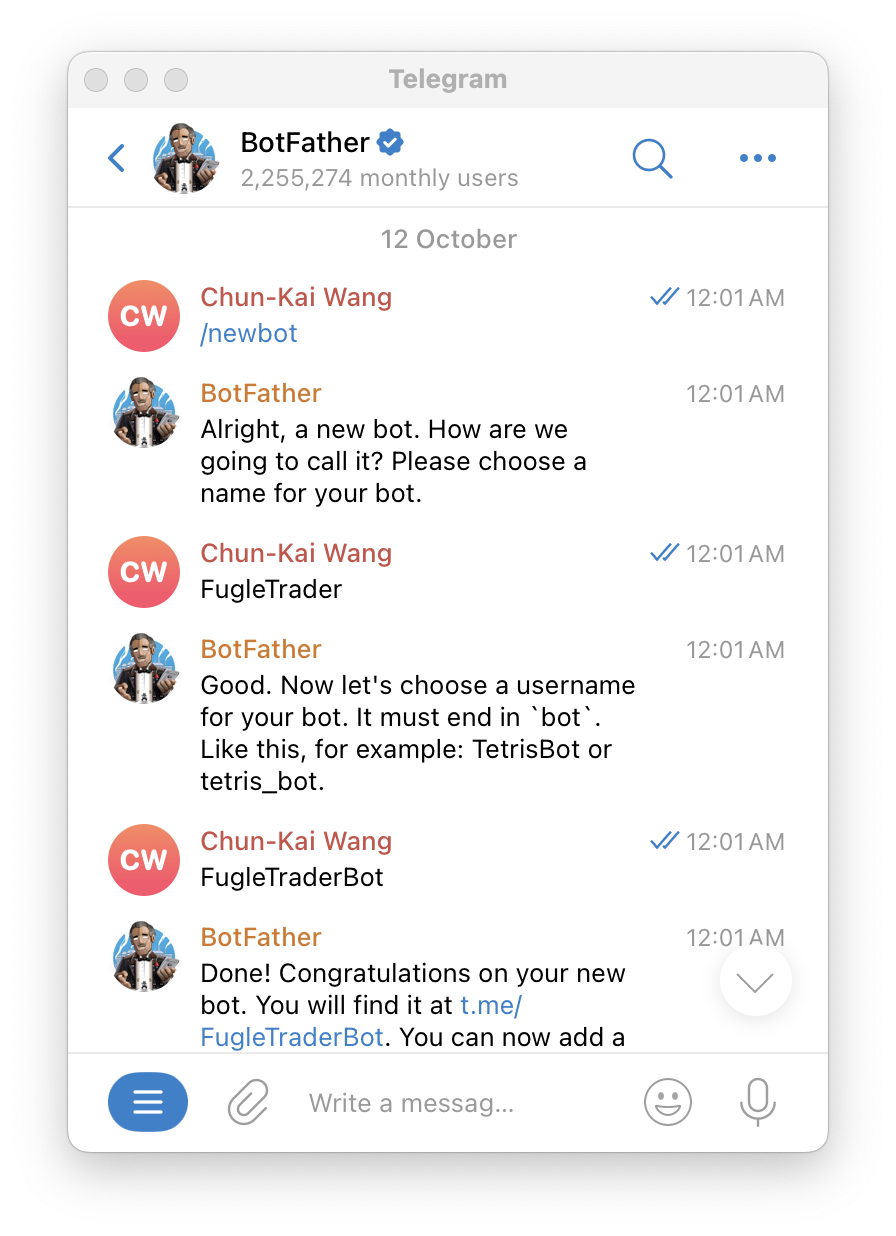 Telegram
BotFather
2,255,274 monthly users
12 October
CW
Chun-Kai Wang
12:01 AM
/newbot
BotFather
12:01 AM
Alright, a new bot. How are we
going to call it? Please choose a
name for your bot.
CW
Chun-Kai Wang
12:01 AM
FugleTrader
BotFather
12:01 AM
Good. Now let's choose a username
for your bot. It must end in `bot`.
Like this, for example: TetrisBot or
tetris_bot.
CW
Chun-Kai Wang
12:01 AM
FugleTraderBot
BotFather
12:01 AM
Done! Congratulations on your new
bot. You will find it at t.me/
FugleTraderBot. You can now add a
Write a messag...